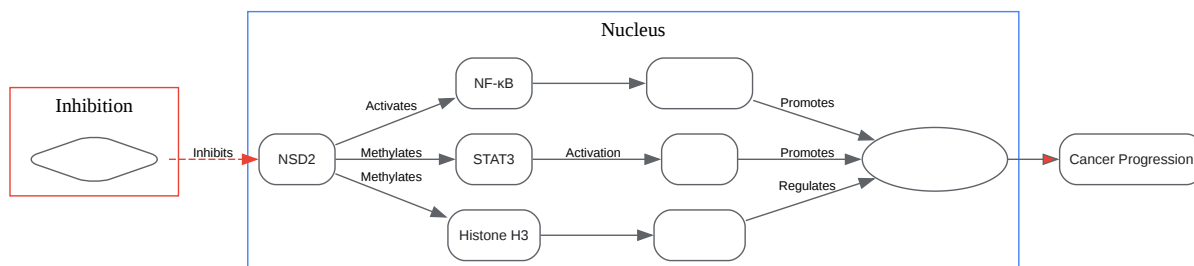 Nucleus
Inhibition
Inhibits
NSD2
Activates
Methylates
Methylates
NF-κB
STAT3
Histone H3
Activation
Promotes
Promotes
Regulates
Cancer Progression